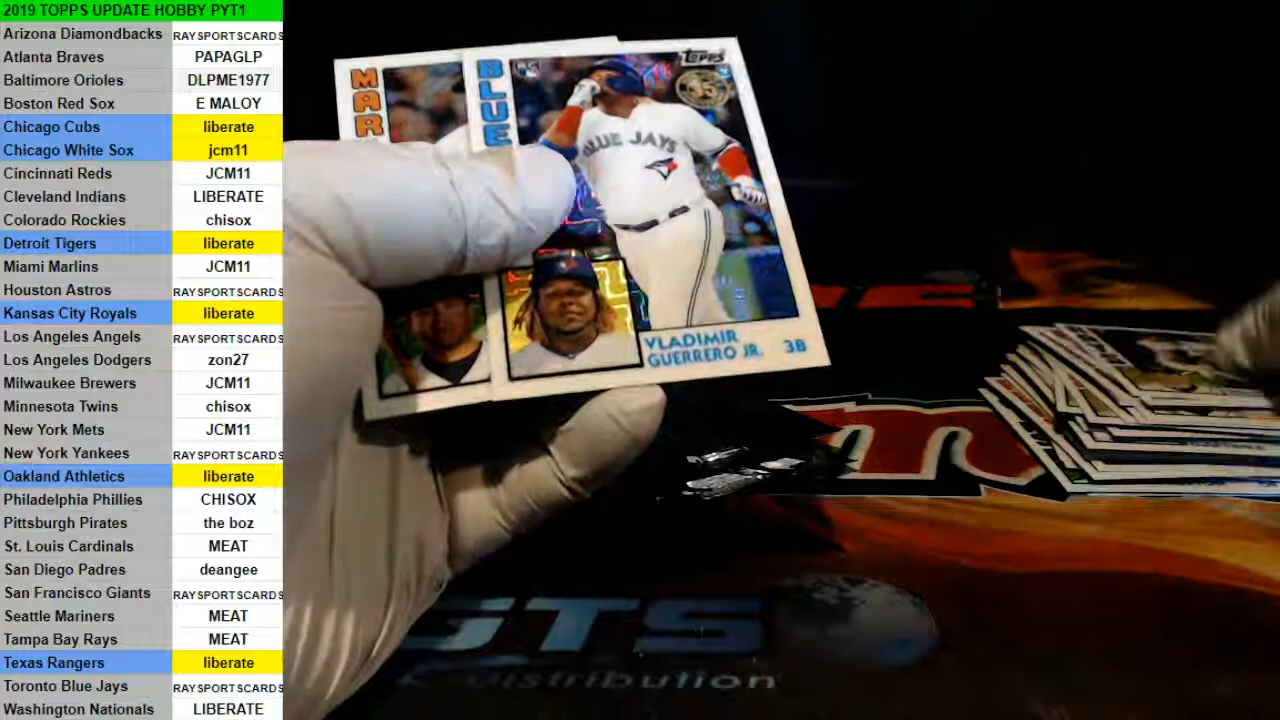 2019 TOPPS UPDATE HOBBY PYT1
Arizona Diamondbacks RAYSPORTSCARDS
Atlanta Braves PAPAGLP
Baltimore Orioles DLPME1977
Boston Red Sox E MALOY
Chicago Cubs liberate
Chicago White Sox jcm11
Cincinnati Reds JCM11
Cleveland Indians LIBERATE
Colorado Rockies chisox
Detroit Tigers liberate
Miami Marlins JCM11
Houston Astros RAYSPORTSCARDS
Kansas City Royals liberate
Los Angeles Angels RAYSPORTSCARDS
Los Angeles Dodgers zon27
Milwaukee Brewers JCM11
Minnesota Twins chisox
New York Mets JCM11
New York Yankees RAYSPORTSCARDS
Oakland Athletics liberate
Philadelphia Phillies CHISOX
Pittsburgh Pirates the boz
St. Louis Cardinals MEAT
San Diego Padres deangee
San Francisco Giants RAYSPORTSCARDS
Seattle Mariners MEAT
Tampa Bay Rays MEAT
Texas Rangers liberate
Toronto Blue Jays RAYSPORTSCARDS
Washington Nationals LIBERATE
MAR
BLUE
TOPPS
35
BLUE JAYS
VLADIMIR
GUERRERO JR. 3B
GTS
Distribution